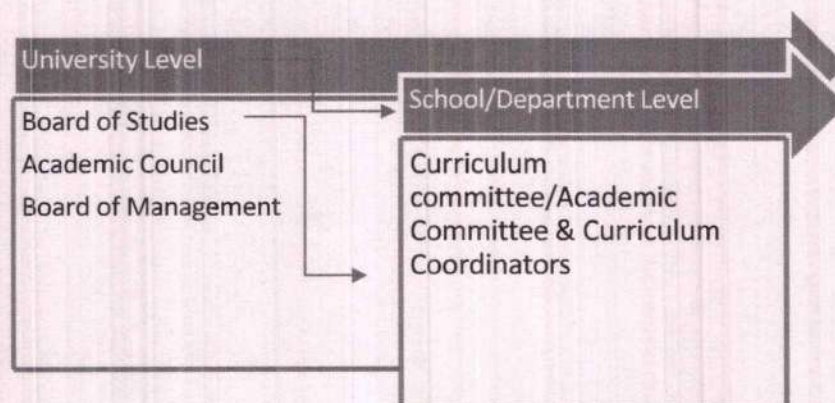 University Level
Board of Studies
Academic Council
Board of Management
School/Department Level
Curriculum
committee/Academic
Committee & Curriculum
Coordinators